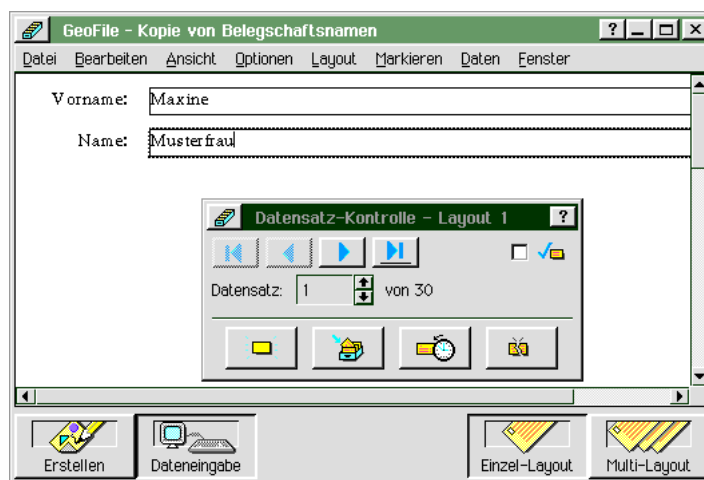 GeoFile - Kopie von Belegschaftsnamen ?
Datei Bearbeiten Ansicht Optionen Layout Markieren Daten Fenster
Vorname: Maxine
Name: Musterfrau
Datensatz-Kontrolle - Layout 1 ?
Datensatz: 1 von 30
Erstellen Dateneingabe Einzel-Layout Multi-Layout